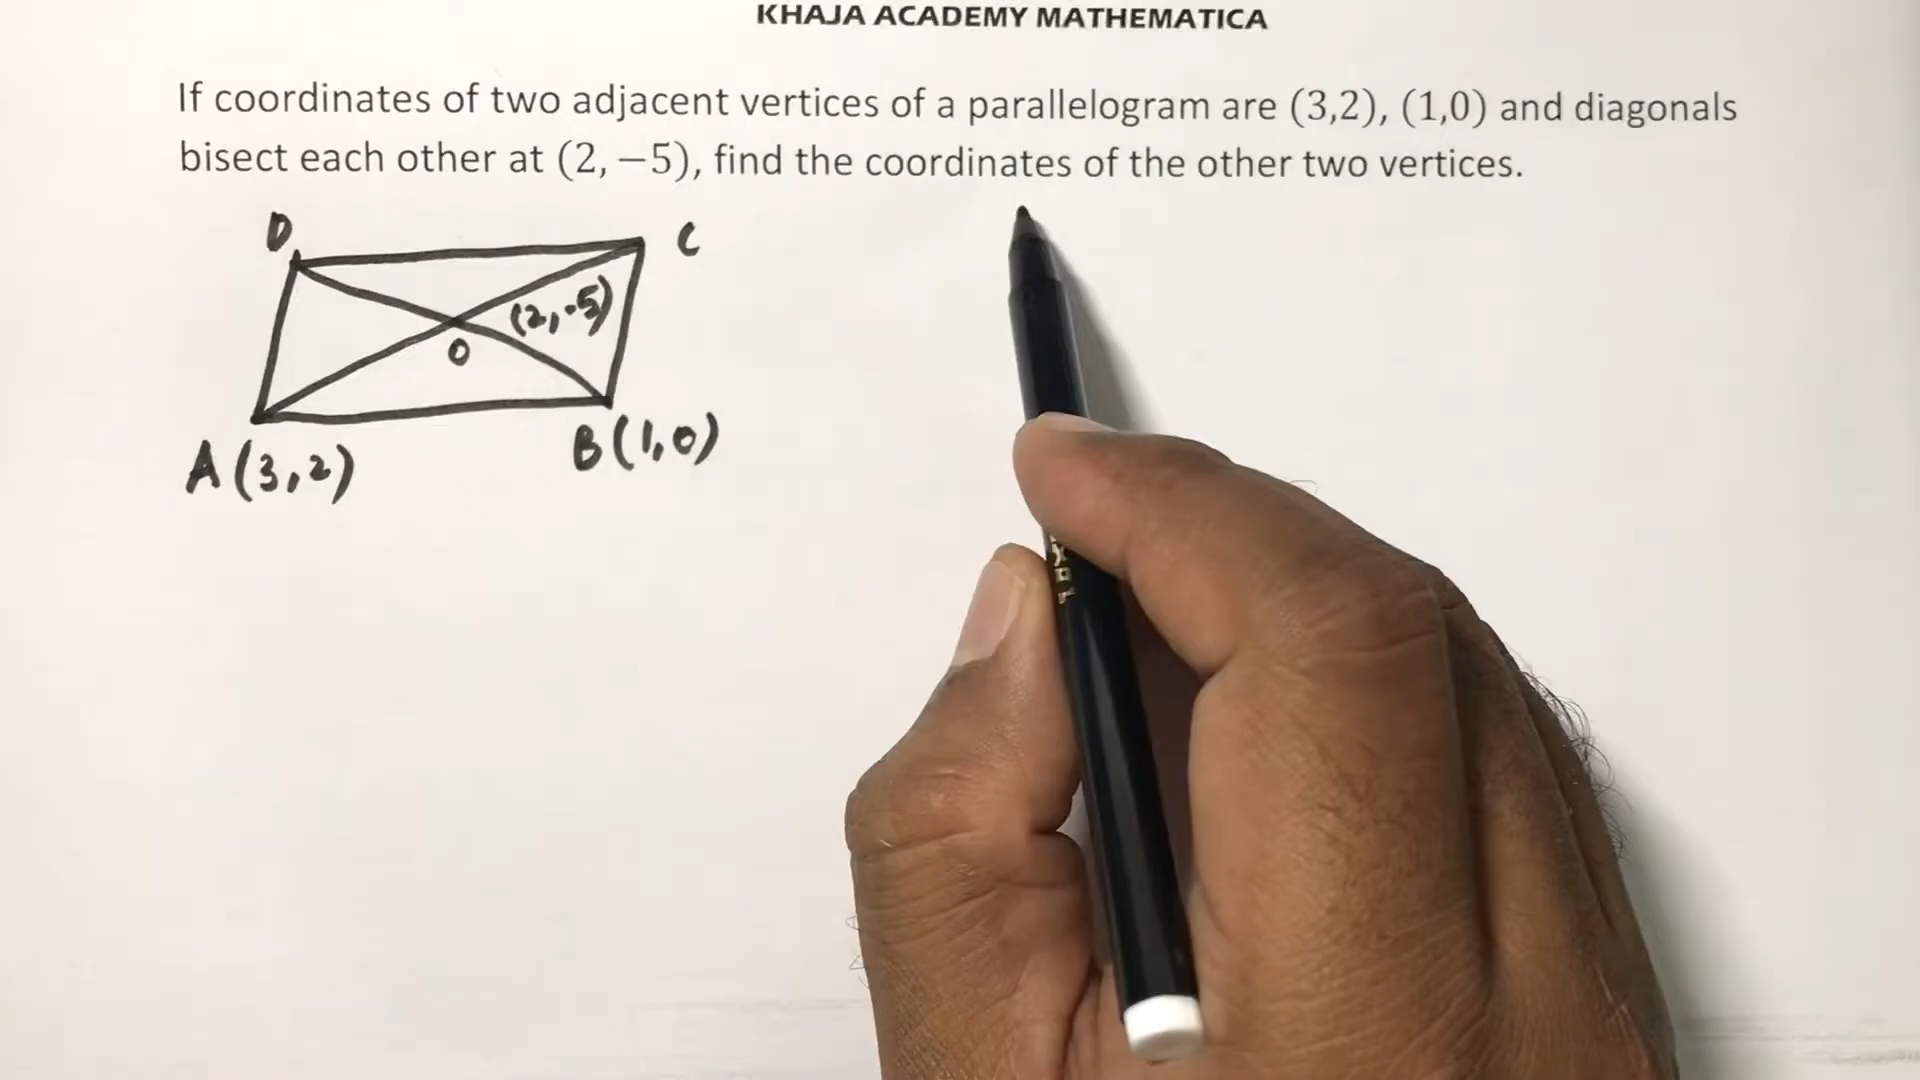 KHAJA ACADEMY MATHEMATICA
If coordinates of two adjacent vertices of a parallelogram are (3,2), (1,0) and diagonals
bisect each other at (2, −5), find the coordinates of the other two vertices.
D
C
(2, -5)
O
A (3, 2)
B (1, 0)